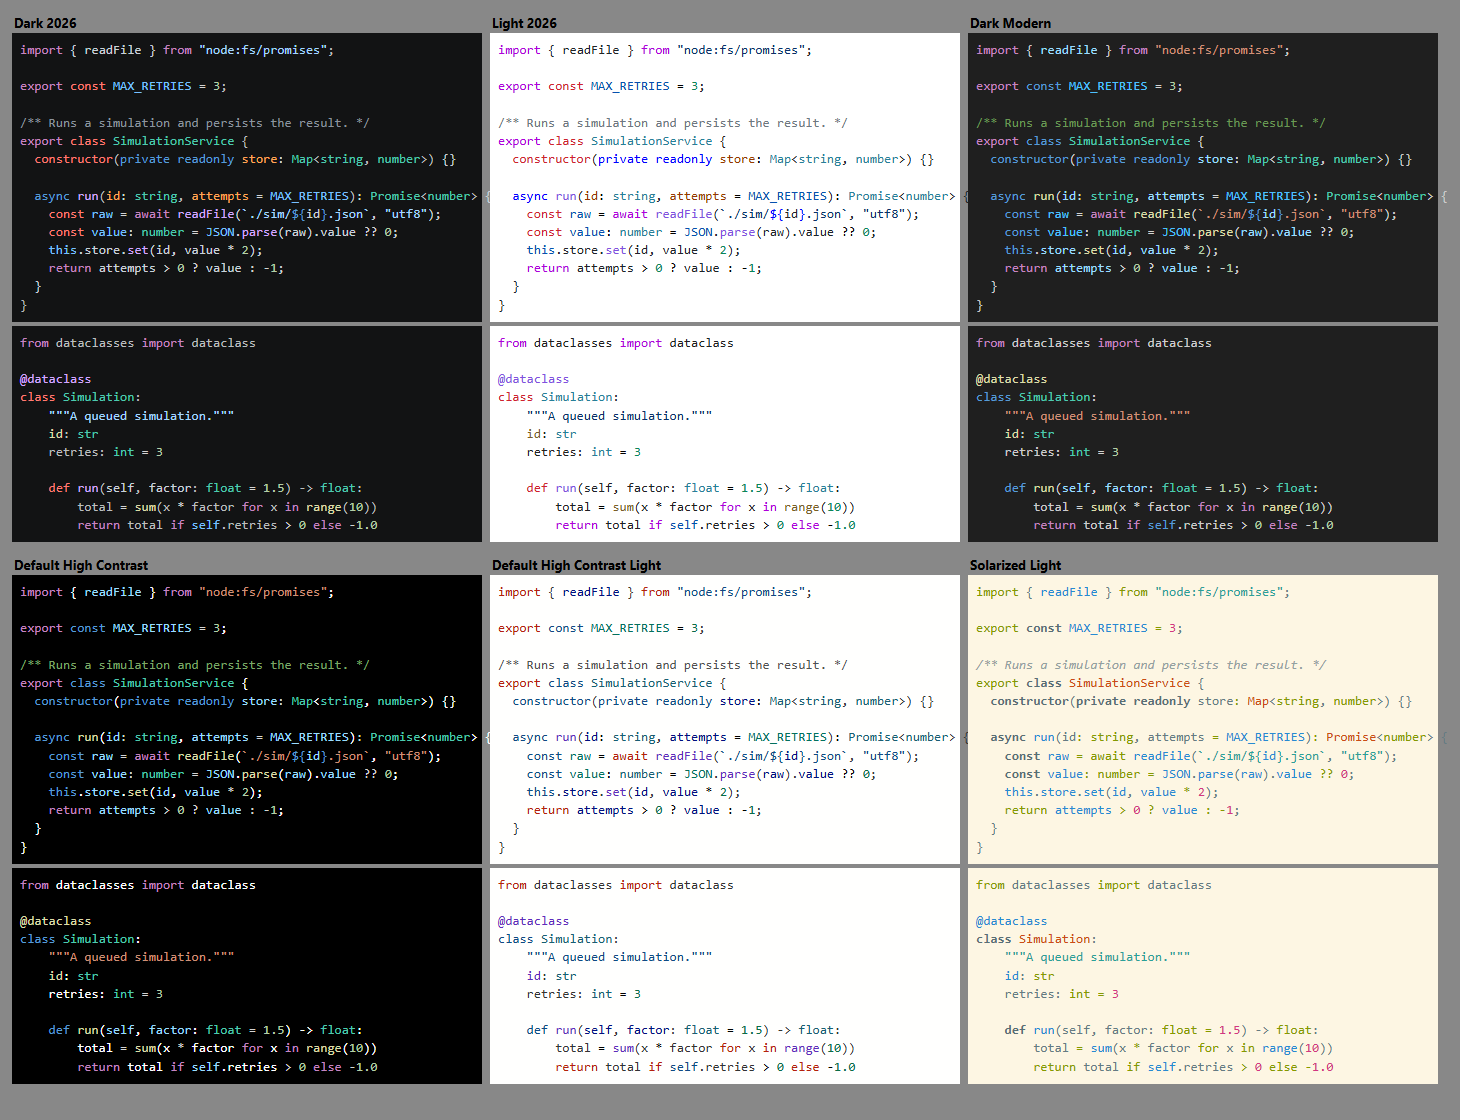 Dark 2026
import { readFile } from "node:fs/promises";
export const MAX_RETRIES = 3;
/** Runs a simulation and persists the result. */
export class SimulationService {
constructor(private readonly store: Map<string, number>) {}
async run(id: string, attempts = MAX_RETRIES): Promise<number> {
const raw = await readFile(`./sim/${id}.json`, "utf8");
const value: number = JSON.parse(raw).value ?? 0;
this.store.set(id, value * 2);
return attempts > 0 ? value : -1;
}
}
from dataclasses import dataclass
@dataclass
class Simulation:
"""A queued simulation."""
id: str
retries: int = 3
def run(self, factor: float = 1.5) -> float:
total = sum(x * factor for x in range(10))
return total if self.retries > 0 else -1.0
Light 2026
import { readFile } from "node:fs/promises";
export const MAX_RETRIES = 3;
/** Runs a simulation and persists the result. */
export class SimulationService {
constructor(private readonly store: Map<string, number>) {}
async run(id: string, attempts = MAX_RETRIES): Promise<number> {
const raw = await readFile(`./sim/${id}.json`, "utf8");
const value: number = JSON.parse(raw).value ?? 0;
this.store.set(id, value * 2);
return attempts > 0 ? value : -1;
}
}
from dataclasses import dataclass
@dataclass
class Simulation:
"""A queued simulation."""
id: str
retries: int = 3
def run(self, factor: float = 1.5) -> float:
total = sum(x * factor for x in range(10))
return total if self.retries > 0 else -1.0
Dark Modern
import { readFile } from "node:fs/promises";
export const MAX_RETRIES = 3;
/** Runs a simulation and persists the result. */
export class SimulationService {
constructor(private readonly store: Map<string, number>) {}
async run(id: string, attempts = MAX_RETRIES): Promise<number> {
const raw = await readFile(`./sim/${id}.json`, "utf8");
const value: number = JSON.parse(raw).value ?? 0;
this.store.set(id, value * 2);
return attempts > 0 ? value : -1;
}
}
from dataclasses import dataclass
@dataclass
class Simulation:
"""A queued simulation."""
id: str
retries: int = 3
def run(self, factor: float = 1.5) -> float:
total = sum(x * factor for x in range(10))
return total if self.retries > 0 else -1.0
Default High Contrast
import { readFile } from "node:fs/promises";
export const MAX_RETRIES = 3;
/** Runs a simulation and persists the result. */
export class SimulationService {
constructor(private readonly store: Map<string, number>) {}
async run(id: string, attempts = MAX_RETRIES): Promise<number> {
const raw = await readFile(`./sim/${id}.json`, "utf8");
const value: number = JSON.parse(raw).value ?? 0;
this.store.set(id, value * 2);
return attempts > 0 ? value : -1;
}
}
from dataclasses import dataclass
@dataclass
class Simulation:
"""A queued simulation."""
id: str
retries: int = 3
def run(self, factor: float = 1.5) -> float:
total = sum(x * factor for x in range(10))
return total if self.retries > 0 else -1.0
Default High Contrast Light
import { readFile } from "node:fs/promises";
export const MAX_RETRIES = 3;
/** Runs a simulation and persists the result. */
export class SimulationService {
constructor(private readonly store: Map<string, number>) {}
async run(id: string, attempts = MAX_RETRIES): Promise<number> {
const raw = await readFile(`./sim/${id}.json`, "utf8");
const value: number = JSON.parse(raw).value ?? 0;
this.store.set(id, value * 2);
return attempts > 0 ? value : -1;
}
}
from dataclasses import dataclass
@dataclass
class Simulation:
"""A queued simulation."""
id: str
retries: int = 3
def run(self, factor: float = 1.5) -> float:
total = sum(x * factor for x in range(10))
return total if self.retries > 0 else -1.0
Solarized Light
import { readFile } from "node:fs/promises";
export const MAX_RETRIES = 3;
/** Runs a simulation and persists the result. */
export class SimulationService {
constructor(private readonly store: Map<string, number>) {}
async run(id: string, attempts = MAX_RETRIES): Promise<number> {
const raw = await readFile(`./sim/${id}.json`, "utf8");
const value: number = JSON.parse(raw).value ?? 0;
this.store.set(id, value * 2);
return attempts > 0 ? value : -1;
}
}
from dataclasses import dataclass
@dataclass
class Simulation:
"""A queued simulation."""
id: str
retries: int = 3
def run(self, factor: float = 1.5) -> float:
total = sum(x * factor for x in range(10))
return total if self.retries > 0 else -1.0